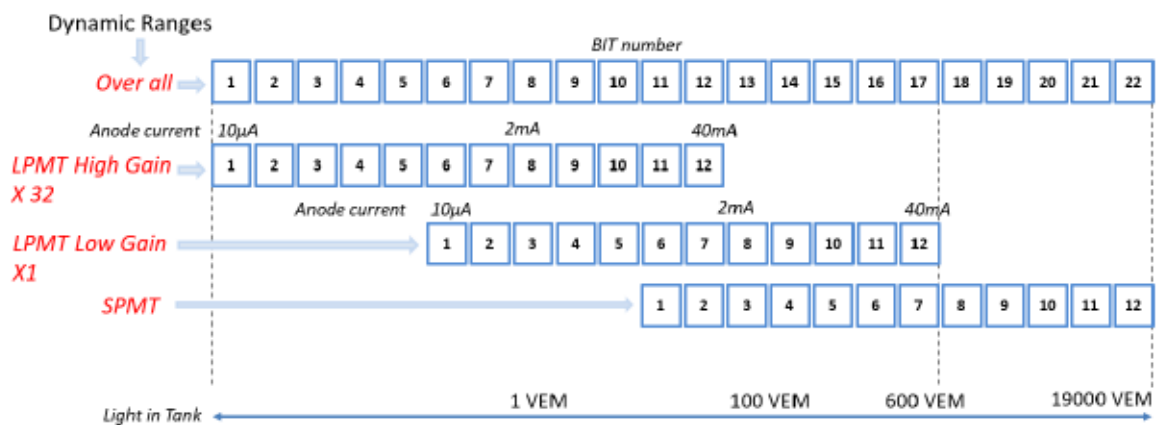 Dynamic Ranges
BIT number
Over all 1 2 3 4 5 6 7 8 9 10 11 12 13 14 15 16 17 18 19 20 21 22
Anode current 10µA 2mA 40mA
LPMT High Gain 1 2 3 4 5 6 7 8 9 10 11 12
X 32
Anode current 10µA 2mA 40mA
LPMT Low Gain 1 2 3 4 5 6 7 8 9 10 11 12
X1
SPMT 1 2 3 4 5 6 7 8 9 10 11 12
1 VEM 100 VEM 600 VEM 19000 VEM
Light in Tank